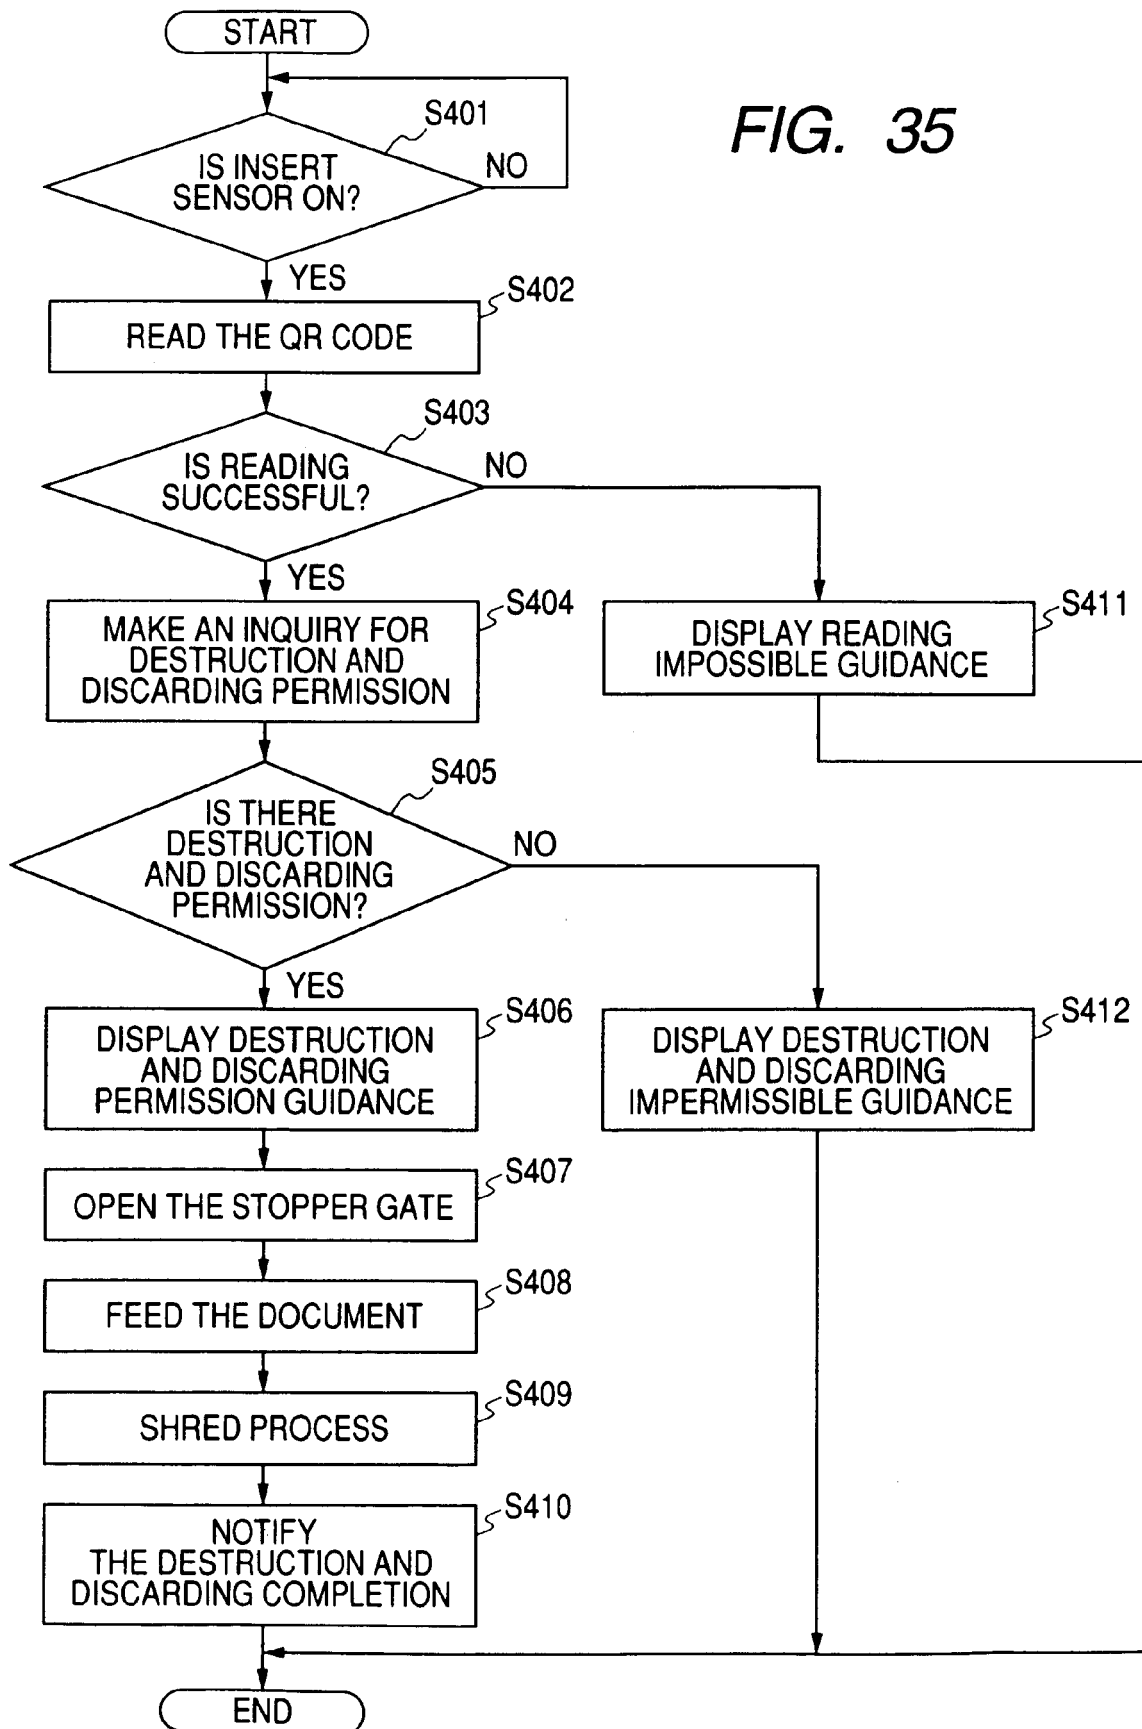 START
FIG. 35
S401
IS INSERT
SENSOR ON?
NO
YES
S402
READ THE QR CODE
S403
IS READING
SUCCESSFUL?
NO
YES
S404
MAKE AN INQUIRY FOR
DESTRUCTION AND
DISCARDING PERMISSION
S411
DISPLAY READING
IMPOSSIBLE GUIDANCE
S405
IS THERE
DESTRUCTION
AND DISCARDING
PERMISSION?
NO
YES
S406
DISPLAY DESTRUCTION
AND DISCARDING
PERMISSION GUIDANCE
S412
DISPLAY DESTRUCTION
AND DISCARDING
IMPERMISSIBLE GUIDANCE
S407
OPEN THE STOPPER GATE
S408
FEED THE DOCUMENT
S409
SHRED PROCESS
S410
NOTIFY
THE DESTRUCTION AND
DISCARDING COMPLETION
END